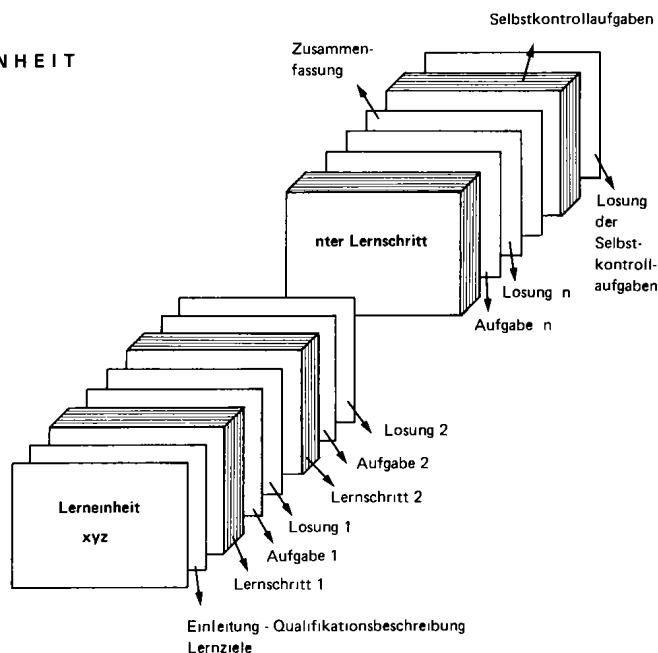 Selbstkontrollaufgaben
NHEIT
Zusammen-
fassung
Losung
der
Selbst-
kontroll-
aufgaben
nter Lernschritt
Losung n
Aufgabe n
Losung 2
Aufgabe 2
Lernschritt 2
Lerneinheit
xyz
Losung 1
Aufgabe 1
Lernschritt 1
Einleitung - Qualifikationsbeschreibung
Lernziele